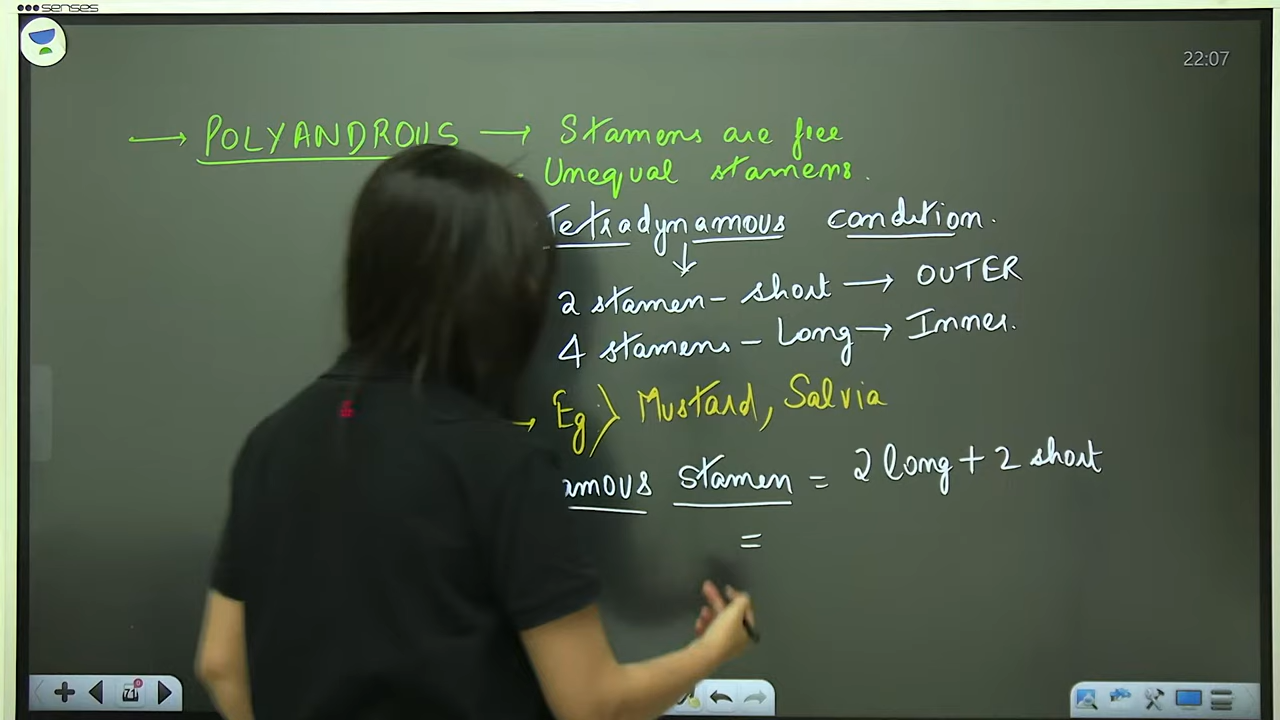 senses
22:07
→ POLYANDROUS → Stamens are free
Unequal stamens.
Tetradynamous condition.
↓
2 stamen - short → OUTER
4 stamens - Long → Inner.
→ Eg> Mustard, Salvia
amous stamen = 2 long + 2 short
=
71